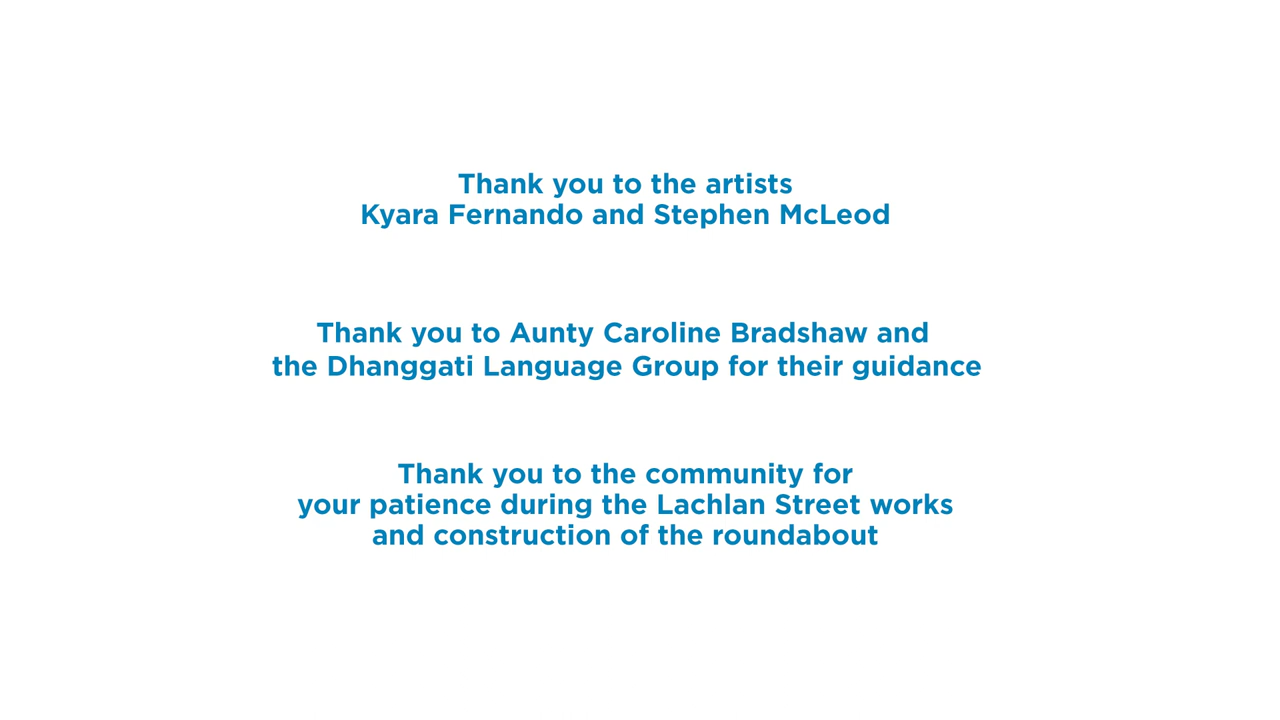 Thank you to the artists
Kyara Fernando and Stephen McLeod
Thank you to Aunty Caroline Bradshaw and
the Dhanggati Language Group for their guidance
Thank you to the community for
your patience during the Lachlan Street works
and construction of the roundabout